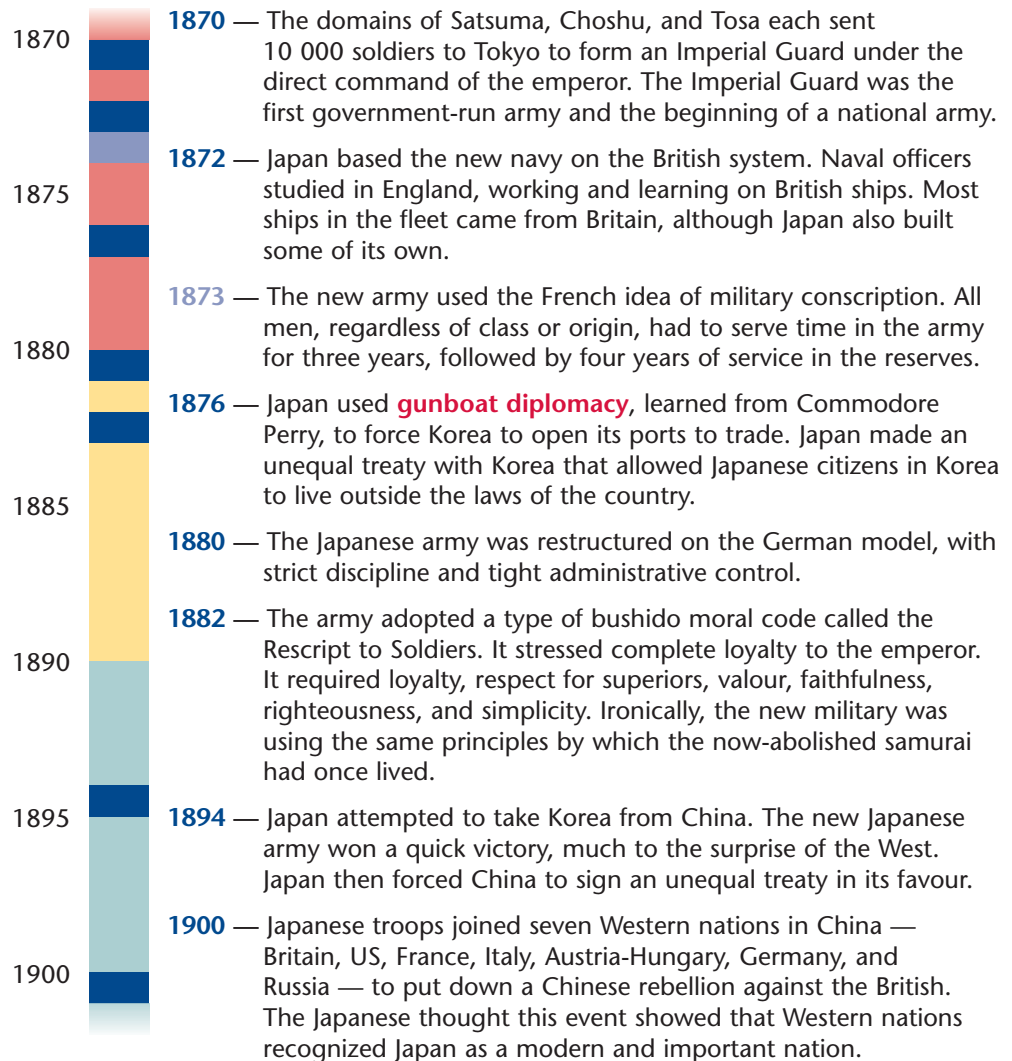 1870
1875
1880
1885
1890
1895
1900
1870 — The domains of Satsuma, Choshu, and Tosa each sent
10 000 soldiers to Tokyo to form an Imperial Guard under the
direct command of the emperor. The Imperial Guard was the
first government-run army and the beginning of a national army.
1872 — Japan based the new navy on the British system. Naval officers
studied in England, working and learning on British ships. Most
ships in the fleet came from Britain, although Japan also built
some of its own.
1873 — The new army used the French idea of military conscription. All
men, regardless of class or origin, had to serve time in the army
for three years, followed by four years of service in the reserves.
1876 — Japan used gunboat diplomacy, learned from Commodore
Perry, to force Korea to open its ports to trade. Japan made an
unequal treaty with Korea that allowed Japanese citizens in Korea
to live outside the laws of the country.
1880 — The Japanese army was restructured on the German model, with
strict discipline and tight administrative control.
1882 — The army adopted a type of bushido moral code called the
Rescript to Soldiers. It stressed complete loyalty to the emperor.
It required loyalty, respect for superiors, valour, faithfulness,
righteousness, and simplicity. Ironically, the new military was
using the same principles by which the now-abolished samurai
had once lived.
1894 — Japan attempted to take Korea from China. The new Japanese
army won a quick victory, much to the surprise of the West.
Japan then forced China to sign an unequal treaty in its favour.
1900 — Japanese troops joined seven Western nations in China —
Britain, US, France, Italy, Austria-Hungary, Germany, and
Russia — to put down a Chinese rebellion against the British.
The Japanese thought this event showed that Western nations
recognized Japan as a modern and important nation.